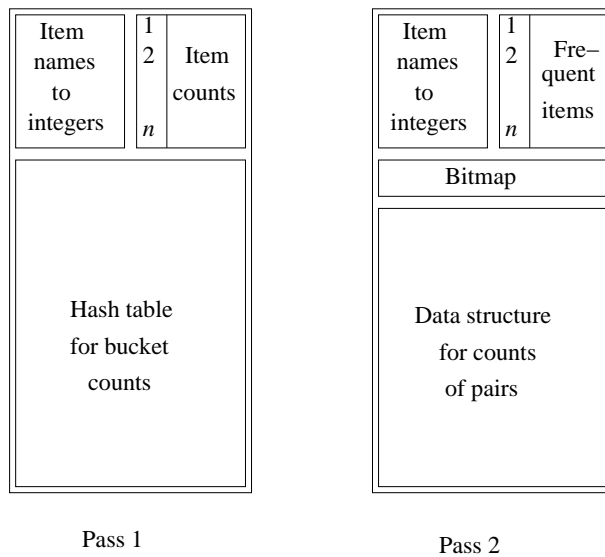 Item
names
to
integers
1
2
n
Item
counts
Hash table
for bucket
counts
Pass 1
Item
names
to
integers
1
2
n
Fre–
quent
items
Bitmap
Data structure
for counts
of pairs
Pass 2